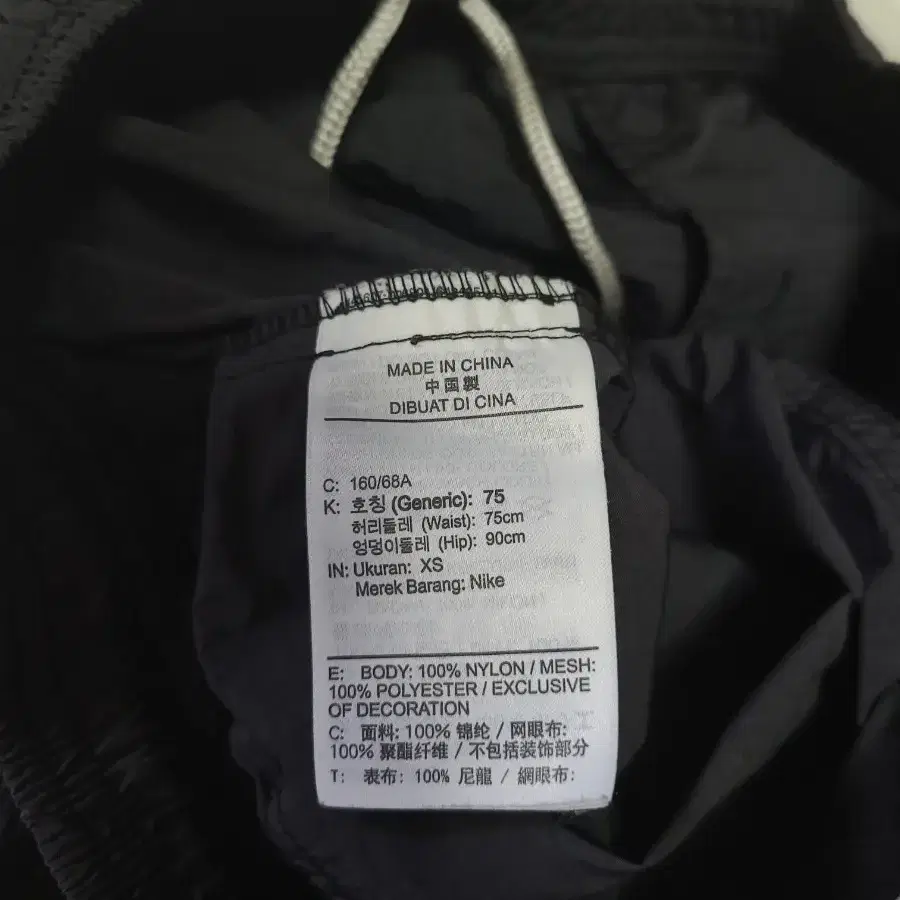 MADE IN CHINA
中国製
DIBUAT DI CINA
C: 160/68A
K: 호칭 (Generic): 75
허리둘레 (Waist): 75cm
엉덩이둘레 (Hip): 90cm
IN: Ukuran: XS
Merek Barang: Nike
E: BODY: 100% NYLON / MESH:
100% POLYESTER / EXCLUSIVE
OF DECORATION
C: 面料: 100% 锦纶 / 网眼布:
100% 聚酯纤维 / 不包括装饰部分
T: 表布: 100% 尼龍 / 網眼布: